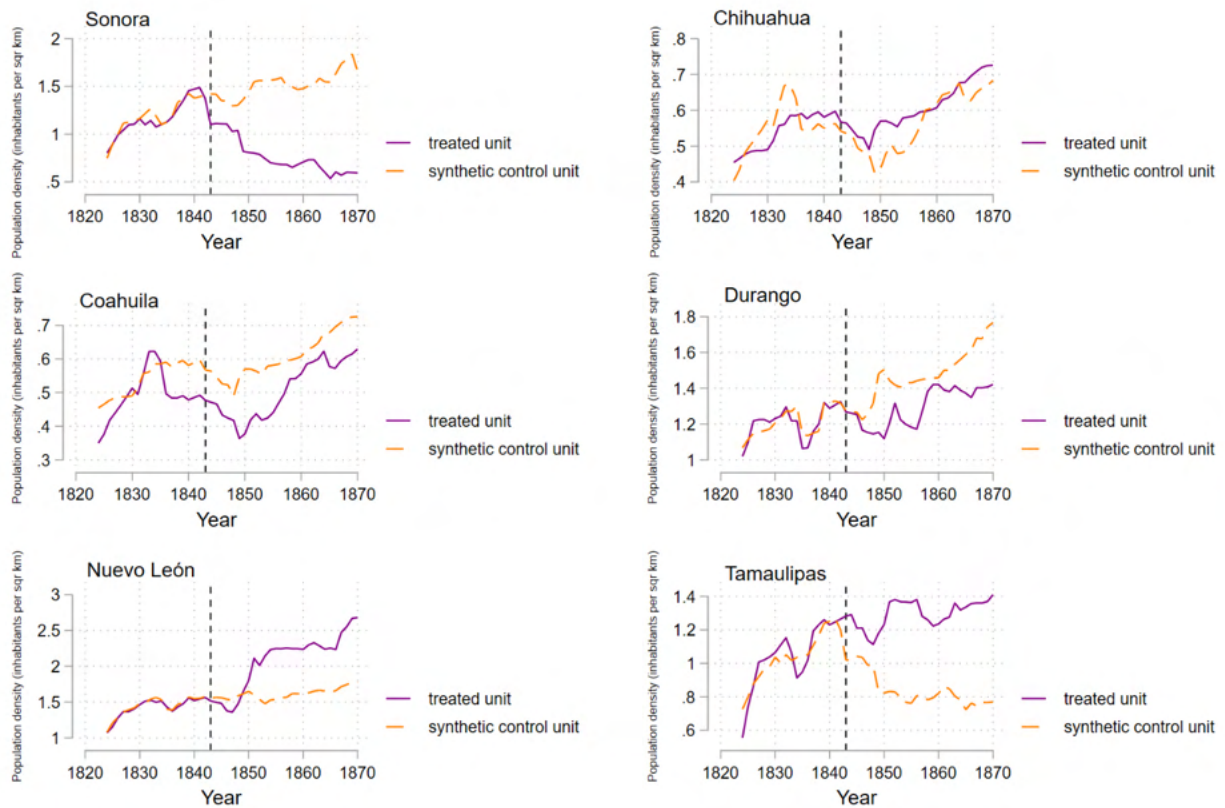 Sonora
Population density (inhabitants per sqr km)
2
1.5
1
.5
1820 1830 1840 1850 1860 1870
Year
treated unit
synthetic control unit
Chihuahua
Population density (inhabitants per sqr km)
.8
.7
.6
.5
.4
1820 1830 1840 1850 1860 1870
Year
treated unit
synthetic control unit
Coahuila
Population density (inhabitants per sqr km)
.7
.6
.5
.4
.3
1820 1830 1840 1850 1860 1870
Year
treated unit
synthetic control unit
Durango
Population density (inhabitants per sqr km)
1.8
1.6
1.4
1.2
1
1820 1830 1840 1850 1860 1870
Year
treated unit
synthetic control unit
Nuevo León
Population density (inhabitants per sqr km)
3
2.5
2
1.5
1
1820 1830 1840 1850 1860 1870
Year
treated unit
synthetic control unit
Tamaulipas
Population density (inhabitants per sqr km)
1.4
1.2
1
.8
.6
1820 1830 1840 1850 1860 1870
Year
treated unit
synthetic control unit